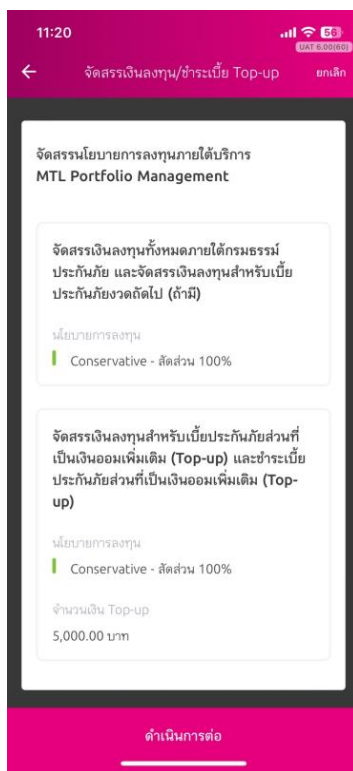 11:20
56
UAT 6.00(60)
จัดสรรเงินลงทุน/ชำระเบี้ย Top-up
ยกเลิก
จัดสรรนโยบายการลงทุนภายใต้บริการ
MTL Portfolio Management
จัดสรรเงินลงทุนทั้งหมดภายใต้กรมธรรม์
ประกันภัย และจัดสรรเงินลงทุนสำหรับเบี้ย
ประกันภัยงวดถัดไป (ถ้ามี)
นโยบายการลงทุน
Conservative - สัดส่วน 100%
จัดสรรเงินลงทุนสำหรับเบี้ยประกันภัยส่วนที่
เป็นเงินออมเพิ่มเติม (Top-up) และชำระเบี้ย
ประกันภัยส่วนที่เป็นเงินออมเพิ่มเติม (Top-
up)
นโยบายการลงทุน
Conservative - สัดส่วน 100%
จำนวนเงิน Top-up
5,000.00 บาท
ดำเนินการต่อ